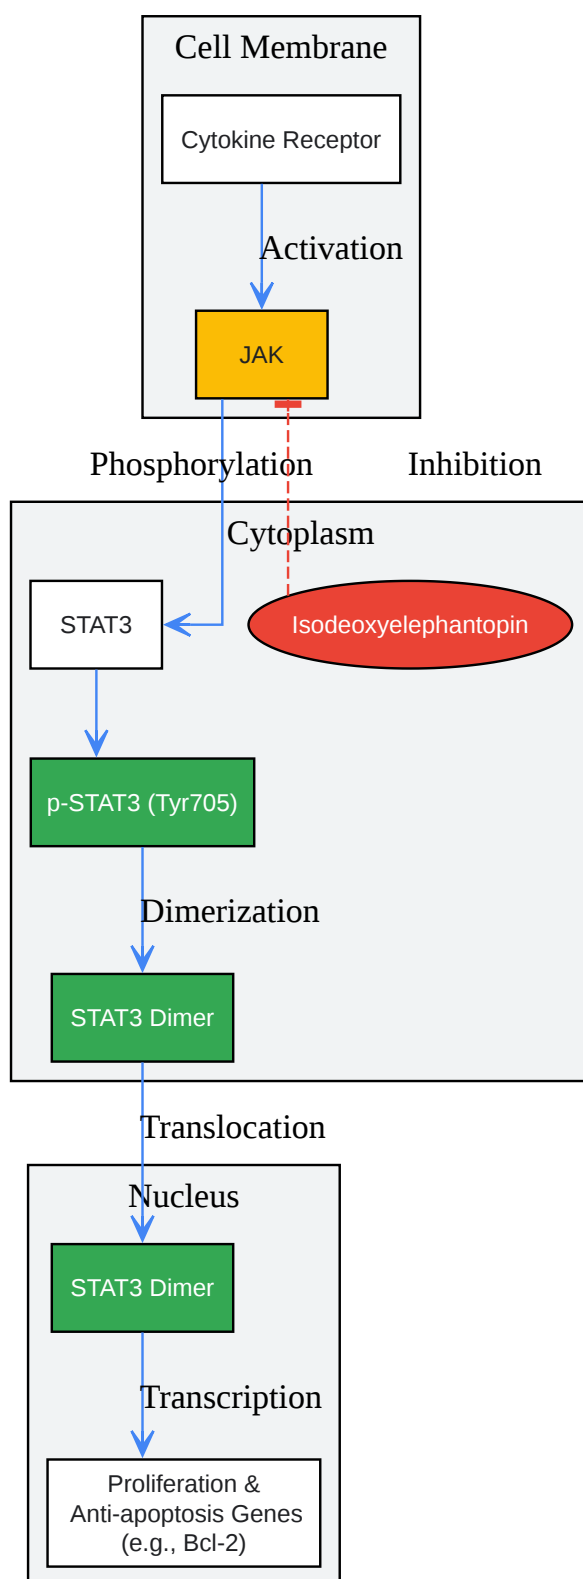 Cell Membrane
Cytokine Receptor
Activation
JAK
Phosphorylation
Inhibition
Cytoplasm
STAT3
Isodeoxyelephantopin
p-STAT3 (Tyr705)
Dimerization
STAT3 Dimer
Translocation
Nucleus
STAT3 Dimer
Transcription
Proliferation &
Anti-apoptosis Genes
(e.g., Bcl-2)